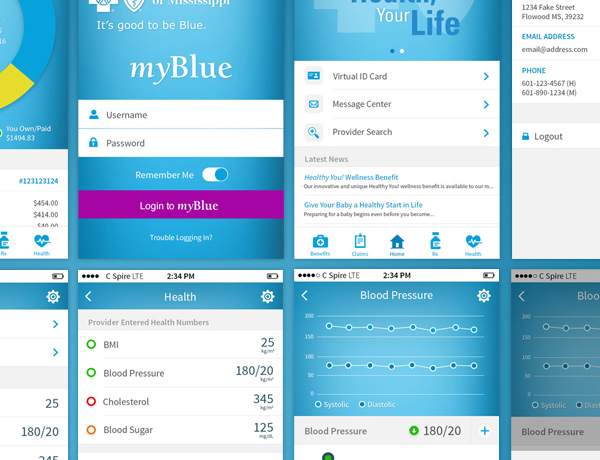 16
You Own/Paid
$1494.83
#123123124
$454.00
$414.00
$40.00
Rx
Health
of Mississippi
It's good to be Blue.
myBlue
Username
Password
Remember Me
Login to myBlue
Trouble Logging In?
Health,
Your Life
Virtual ID Card
Message Center
Provider Search
Latest News
Healthy You! Wellness Benefit
Our innovative and unique Healthy You! wellness benefit is available to our m...
Give Your Baby a Healthy Start in Life
Preparing for a baby begins even before you become...
Benefits
Claims
Home
Rx
Health
1234 Fake Street
Flowood MS, 39232
EMAIL ADDRESS
email@address.com
PHONE
601-123-4567 (H)
601-890-1234 (M)
Logout
25
180/20
345
C Spire LTE
2:34 PM
Health
Provider Entered Health Numbers
BMI
25
kg/m²
Blood Pressure
180/20
kg/m²
Cholesterol
345
kg/m²
Blood Sugar
125
mg/dL
C Spire LTE
2:34 PM
Blood Pressure
200
150
100
50
Systolic
Diastolic
Blood Pressure
180/20
C Spire LTE
Bloo
200
150
100
50
Systolic
Diast
Blood Pressure